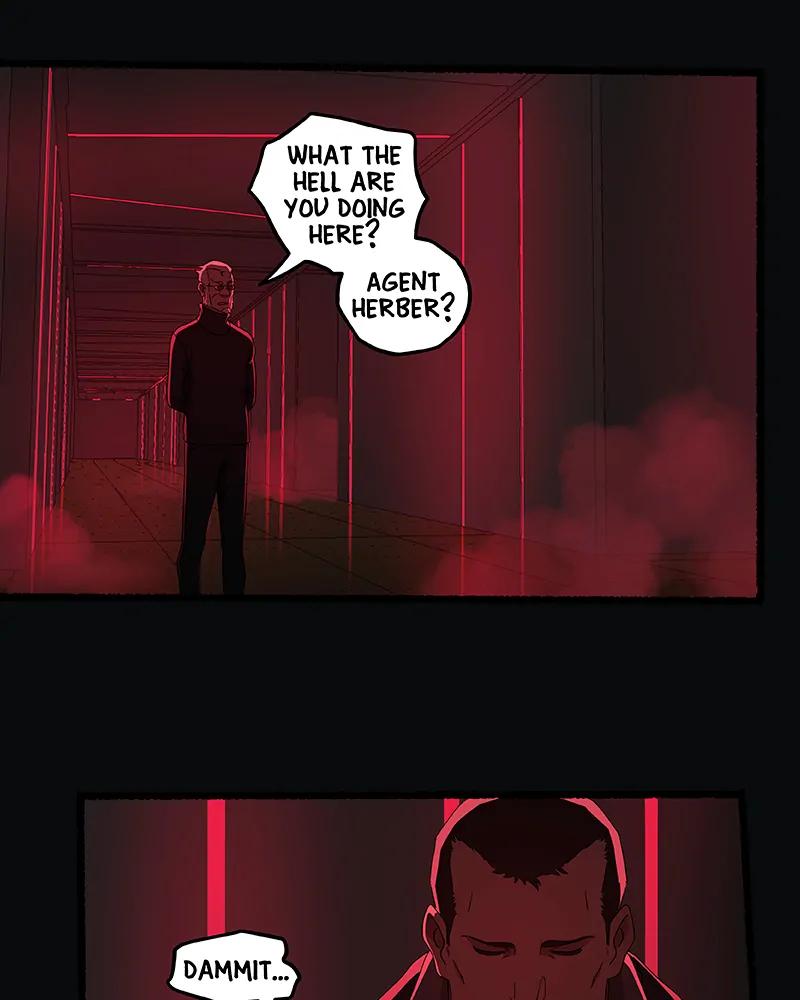 WHAT THE
HELL ARE
YOU DOING
HERE?
AGENT
HERBER?
DAMMIT...